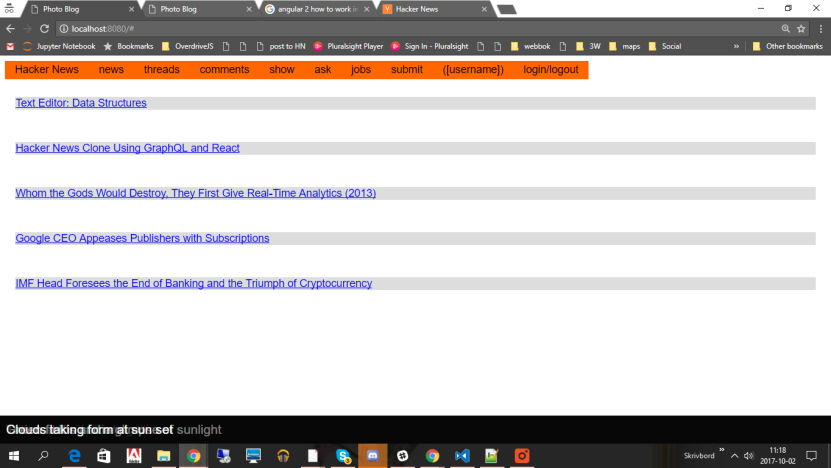 Photo Blog
Photo Blog
angular 2 how to work in
Hacker News
localhost:8080/#
Jupyter Notebook Bookmarks OverdriveJS post to HN Pluralsight Player Sign In - Pluralsight webbok 3W maps Social » Other bookmarks
Hacker News news threads comments show ask jobs submit ([username]) login/logout
Text Editor: Data Structures
Hacker News Clone Using GraphQL and React
Whom the Gods Would Destroy, They First Give Real-Time Analytics (2013)
Google CEO Appeases Publishers with Subscriptions
IMF Head Foresees the End of Banking and the Triumph of Cryptocurrency
Clouds taking form at sun set sunlight
Skrivbord » 11:18
2017-10-02